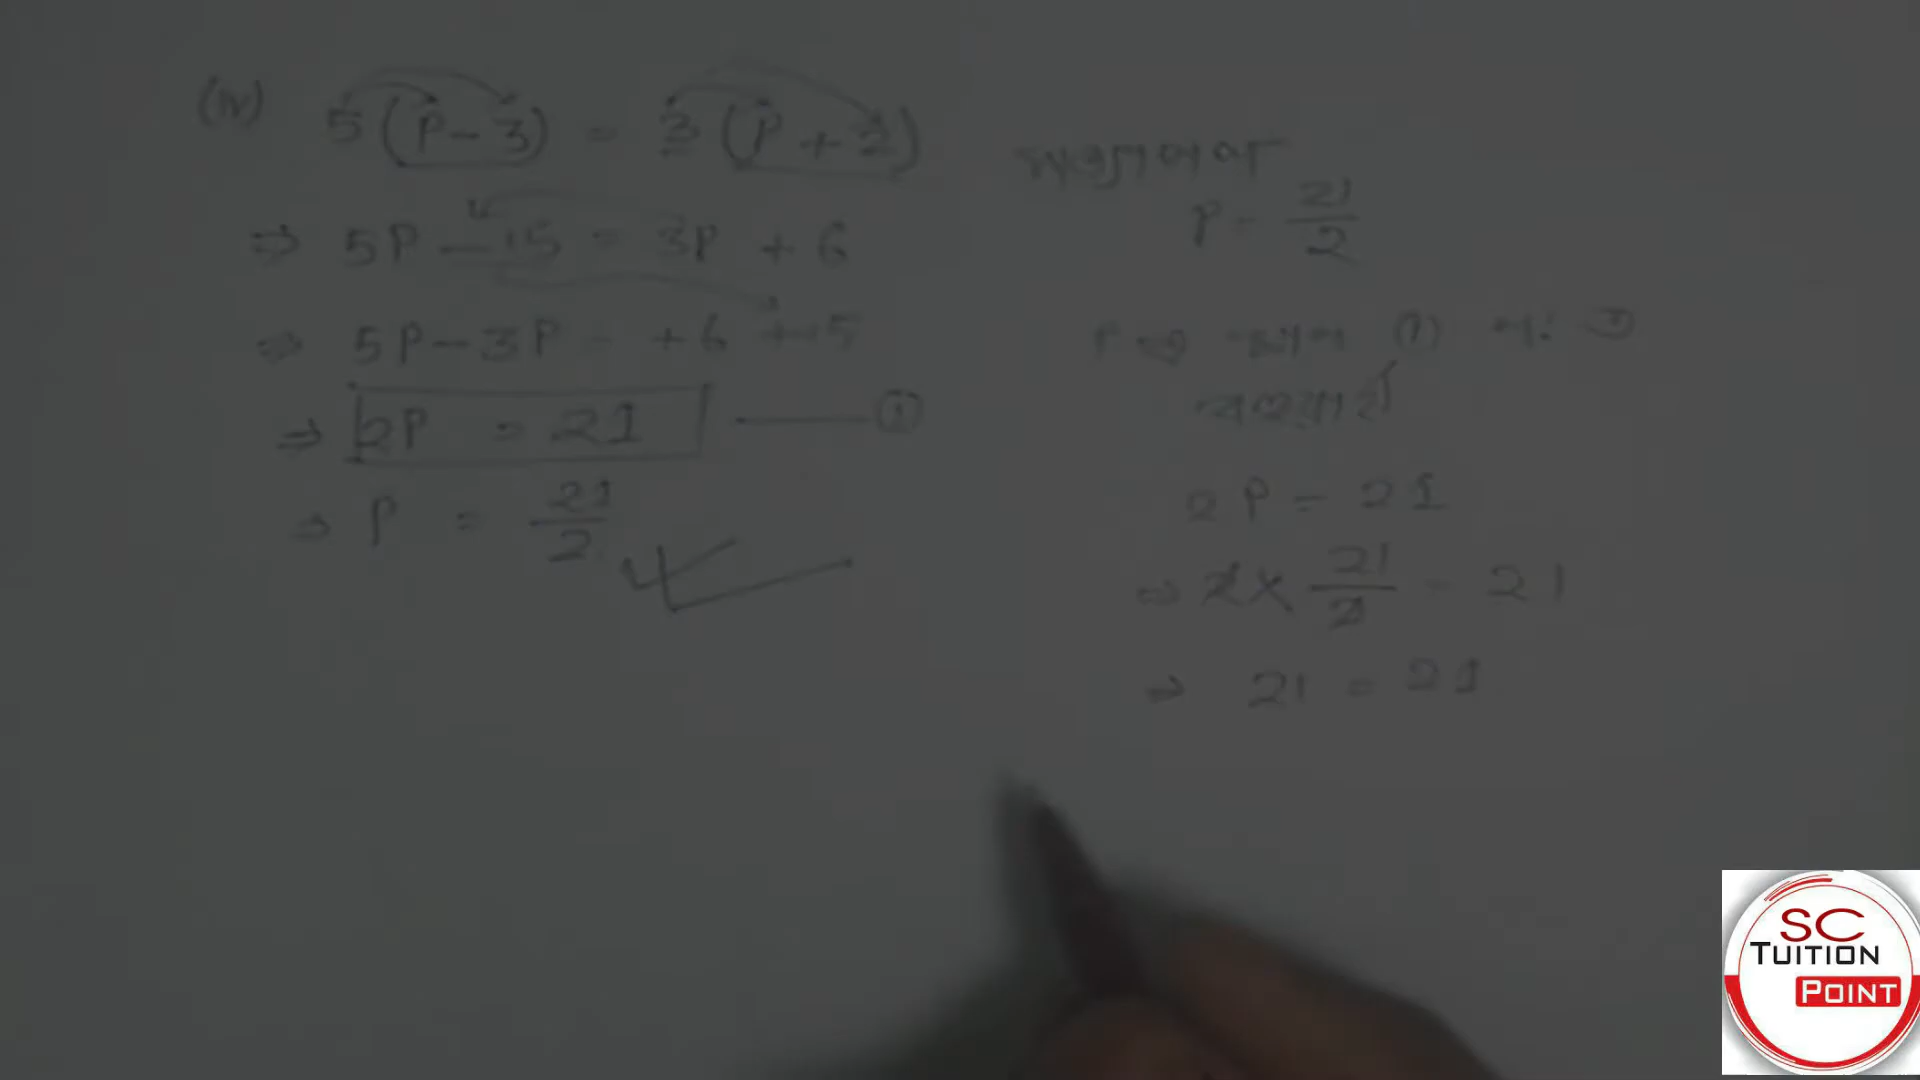 (iv) 5(P-3) = 3(P+2)
⇒ 5P - 15 = 3P + 6
⇒ 5P - 3P = +6 +15
⇒ 2P = 21 ——— ①
⇒ P = 21/2
P = 21/2
(1) নং
2P = 21
⇒ 2 × 21/2 = 21
⇒ 21 = 21
SC
TUITION
POINT